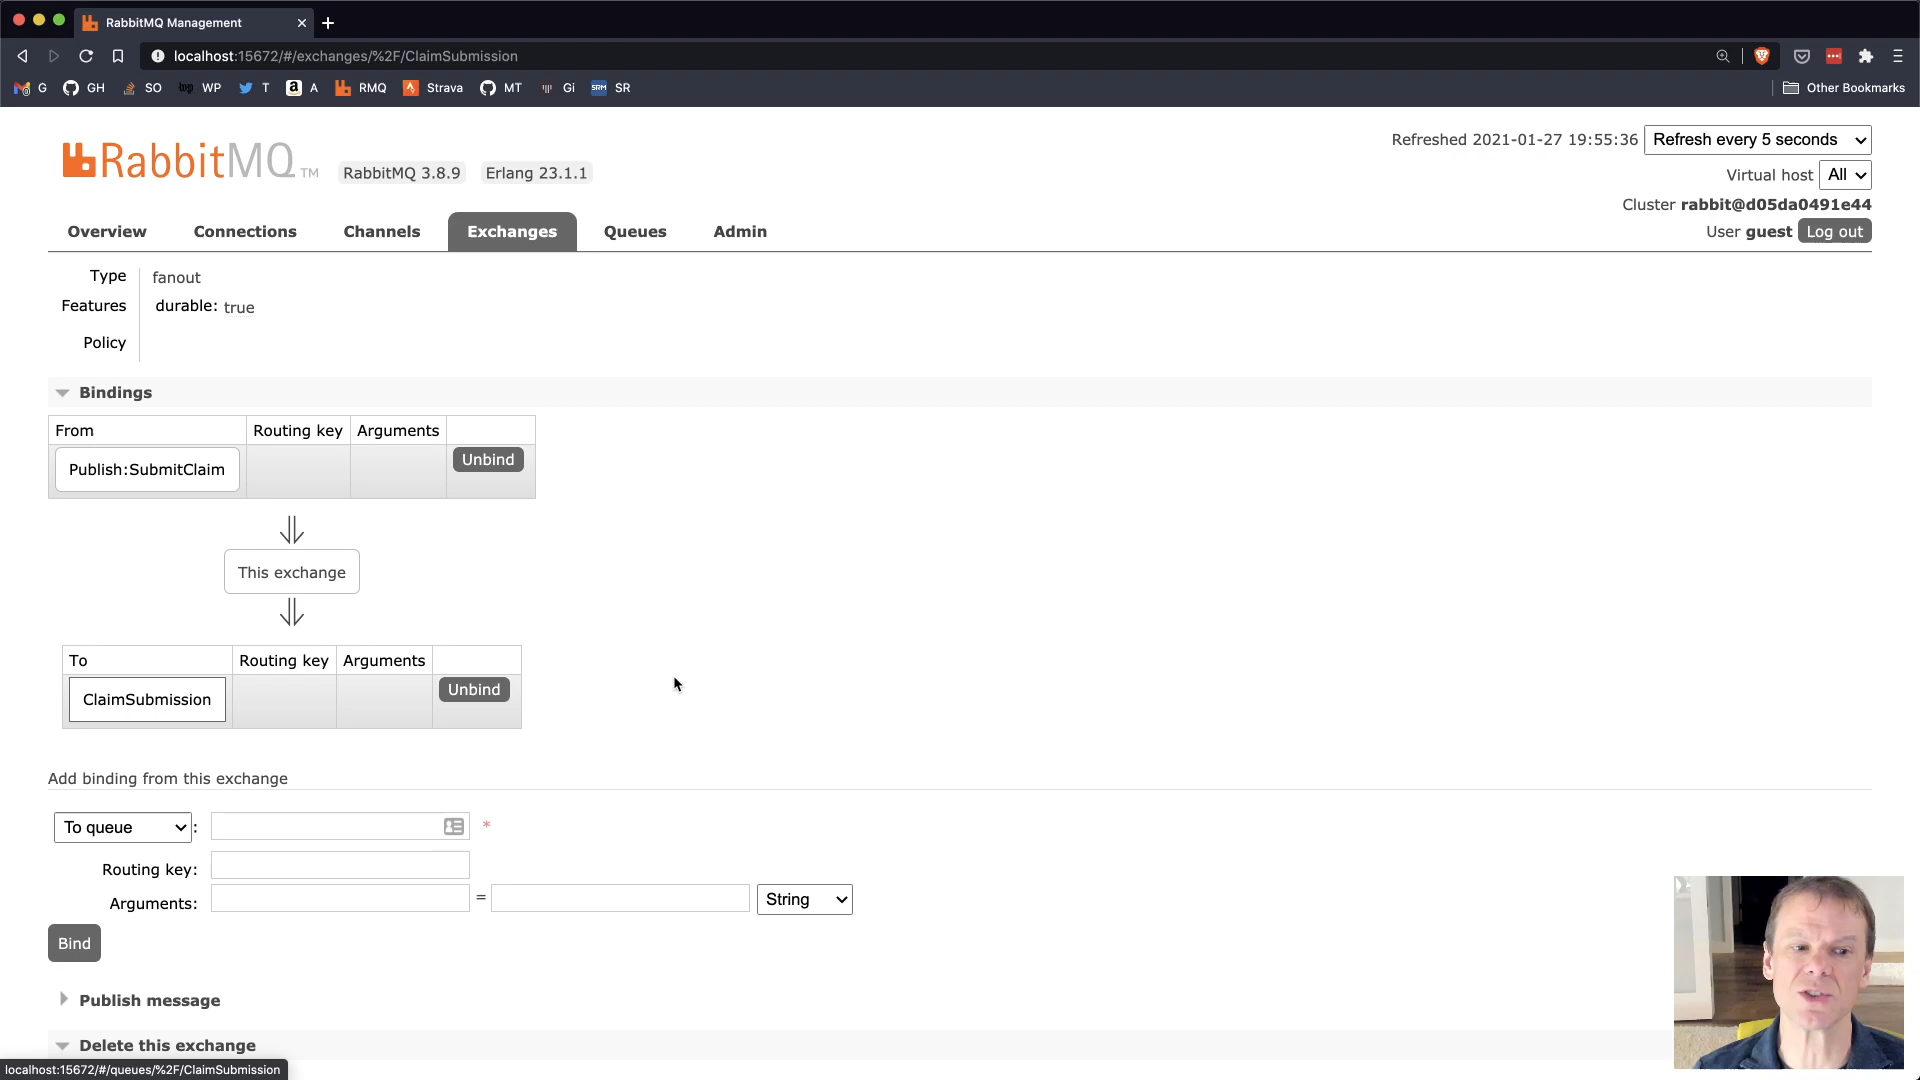 RabbitMQ Management
localhost:15672/#/exchanges/%2F/ClaimSubmission
G GH SO WP T A RMQ Strava MT Gi SR Other Bookmarks
RabbitMQ TM RabbitMQ 3.8.9 Erlang 23.1.1
Refreshed 2021-01-27 19:55:36 Refresh every 5 seconds
Virtual host All
Cluster rabbit@d05da0491e44
User guest Log out
Overview Connections Channels Exchanges Queues Admin
Type fanout
Features durable: true
Policy
Bindings
From Routing key Arguments
Publish:SubmitClaim Unbind
This exchange
To Routing key Arguments
ClaimSubmission Unbind
Add binding from this exchange
To queue : *
Routing key:
Arguments: = String
Bind
Publish message
Delete this exchange
localhost:15672/#/queues/%2F/ClaimSubmission